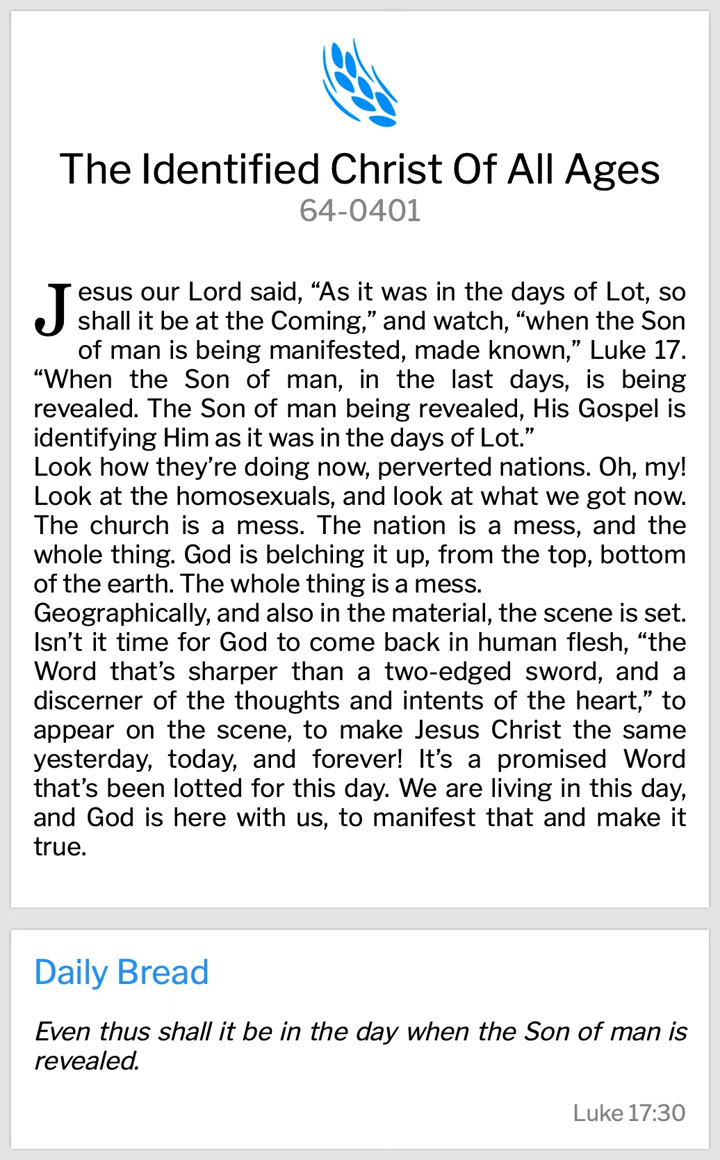 The Identified Christ Of All Ages
64-0401
Jesus our Lord said, “As it was in the days of Lot, so
shall it be at the Coming,” and watch, “when the Son
of man is being manifested, made known,” Luke 17.
“When the Son of man, in the last days, is being
revealed. The Son of man being revealed, His Gospel is
identifying Him as it was in the days of Lot.”
Look how they’re doing now, perverted nations. Oh, my!
Look at the homosexuals, and look at what we got now.
The church is a mess. The nation is a mess, and the
whole thing. God is belching it up, from the top, bottom
of the earth. The whole thing is a mess.
Geographically, and also in the material, the scene is set.
Isn’t it time for God to come back in human flesh, “the
Word that’s sharper than a two-edged sword, and a
discerner of the thoughts and intents of the heart,” to
appear on the scene, to make Jesus Christ the same
yesterday, today, and forever! It’s a promised Word
that’s been lotted for this day. We are living in this day,
and God is here with us, to manifest that and make it
true.
Daily Bread
Even thus shall it be in the day when the Son of man is
revealed.
Luke 17:30